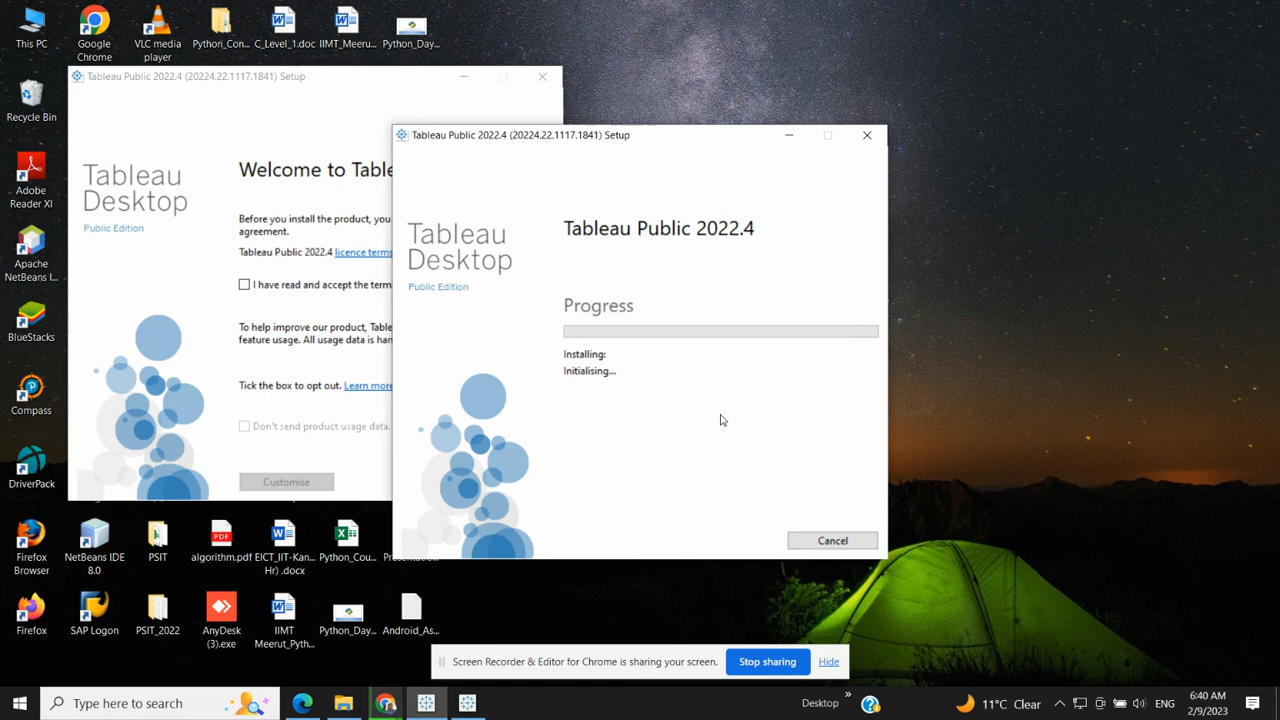 This PC
Google
Chrome
VLC media
player
Python_Con...
C_Level_1.doc
IIMT_Meeru...
Python_Day...
Recycle Bin
Adobe
Reader XI
Apache
NetBeans I...
BlueStacks
Compass
DriverPack
Tableau Public 2022.4 (20224.22.1117.1841) Setup
Tableau
Desktop
Public Edition
Welcome to Table
Before you install the product, you
agreement.
Tableau Public 2022.4 licence terms
I have read and accept the term
To help improve our product, Table
feature usage. All usage data is han
Tick the box to opt out. Learn more
Don't send product usage data.
Customise
Tableau Public 2022.4 (20224.22.1117.1841) Setup
Tableau
Desktop
Public Edition
Tableau Public 2022.4
Progress
Installing:
Initialising...
Cancel
Firefox
Browser
NetBeans IDE
8.0
PSIT
algorithm.pdf
EICT_IIT-Kan...
Hr) .docx
Python_Cou...
Firefox
SAP Logon
PSIT_2022
AnyDesk
(3).exe
IIMT
Meerut_Pyth...
Python_Day...
Android_As...
Screen Recorder & Editor for Chrome is sharing your screen.
Stop sharing
Hide
Type here to search
Desktop
»
11°C Clear
ENG
6:40 AM
2/9/2023